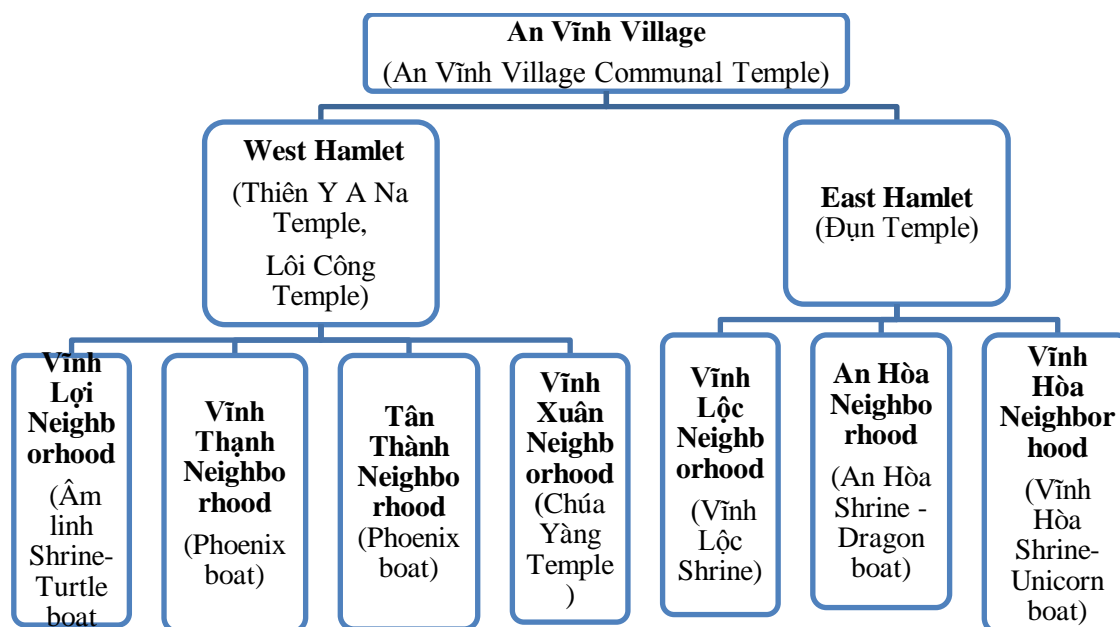 An Vĩnh Village
(An Vĩnh Village Communal Temple)
West Hamlet
(Thiên Y A Na
Temple,
Lôi Công
Temple)
East Hamlet
(Đụn Temple)
Vĩnh
Lợi
Neighb
orhood
(Âm
linh
Shrine-
Turtle
boat
Vĩnh
Thạnh
Neighbo
rhood
(Phoenix
boat)
Tân
Thành
Neighbo
rhood
(Phoenix
boat)
Vĩnh
Xuân
Neighb
orhood
(Chúa
Yàng
Temple
)
Vĩnh
Lộc
Neighb
orhood
(Vĩnh
Lộc
Shrine)
An Hòa
Neighbo
rhood
(An Hòa
Shrine -
Dragon
boat)
Vĩnh
Hòa
Neighbor
hood
(Vĩnh
Hòa
Shrine-
Unicorn
boat)